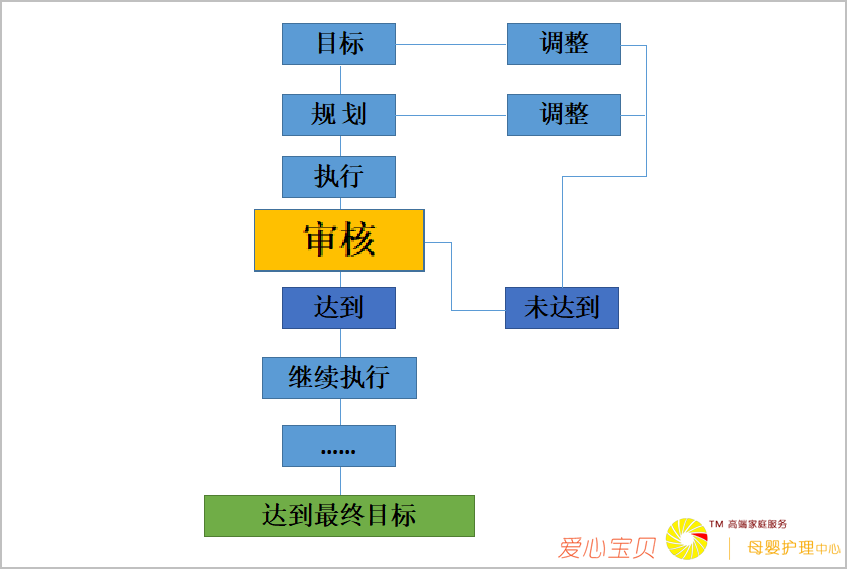 目标
调整
规 划
调整
执行
审核
达到
未达到
继续执行
......
达到最终目标
爱心宝贝
TM 高端家庭服务
母婴护理中心